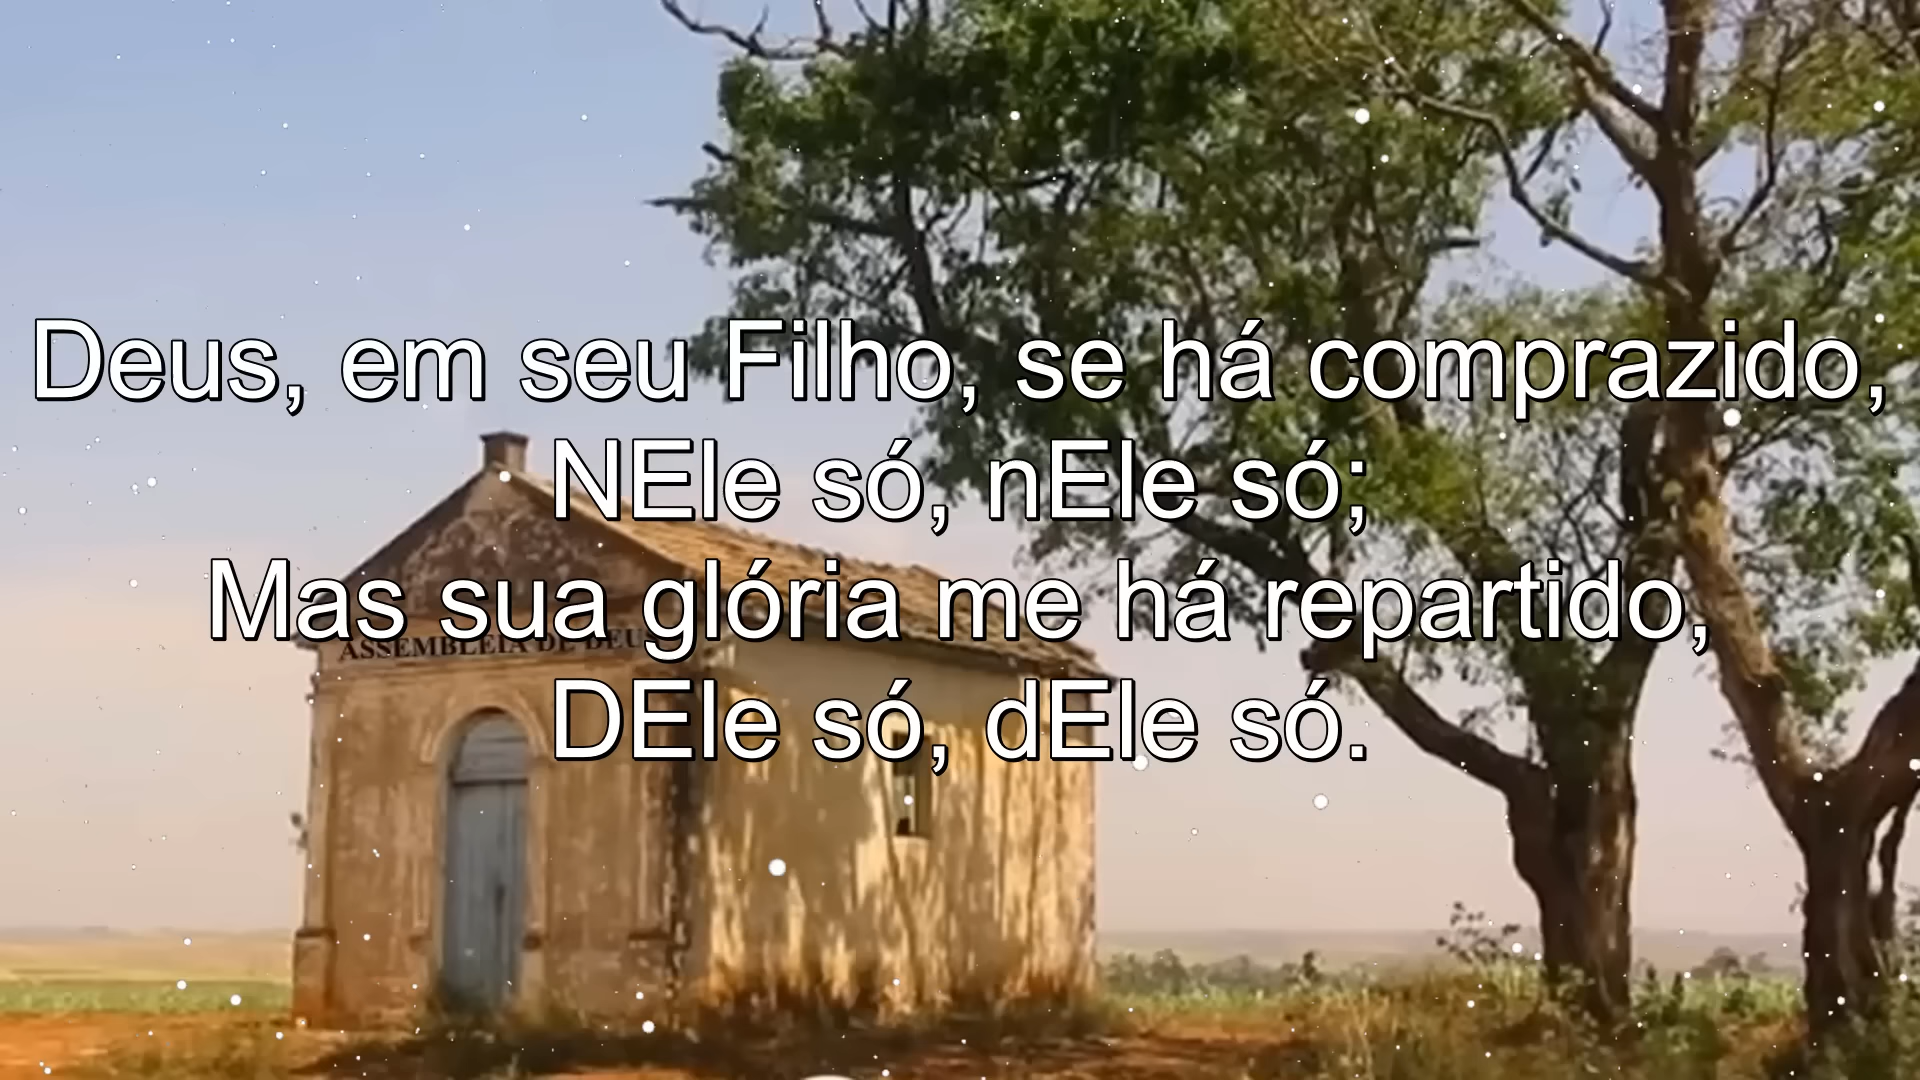 Deus, em seu Filho, se há comprazido,
NEle só, nEle só;
Mas sua glória me há repartido,
DEle só, dEle só.
ASSEMBLEIA DE DEUS